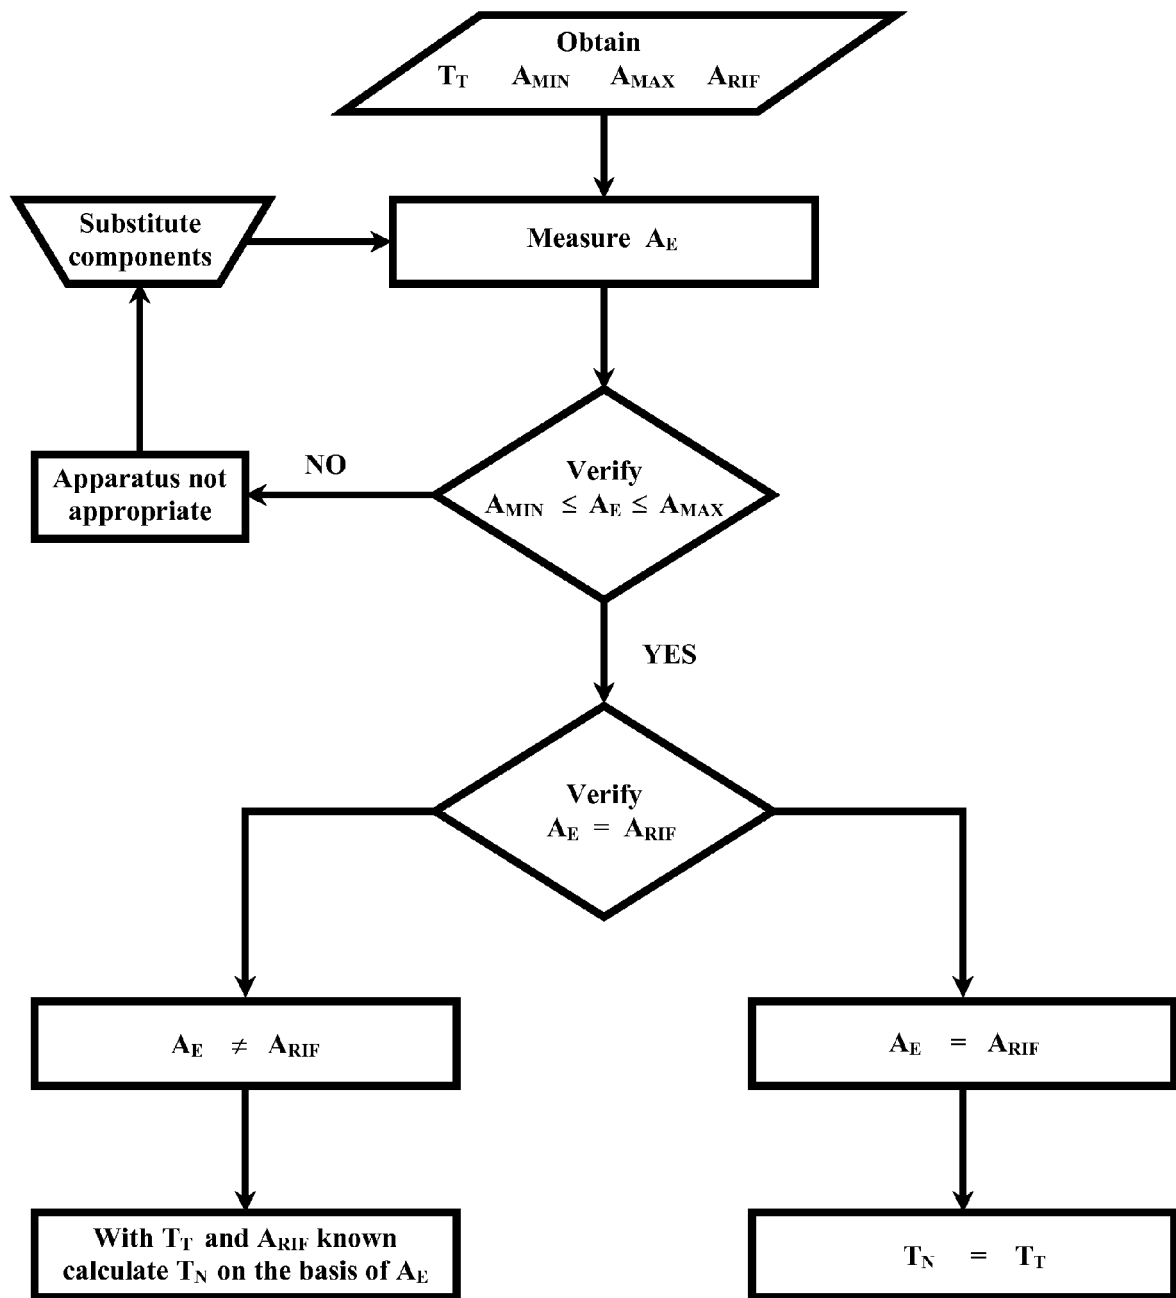 Obtain
T_T A_MIN A_MAX A_RIF
Substitute
components
Measure A_E
NO
Apparatus not
appropriate
Verify
A_MIN ≤ A_E ≤ A_MAX
YES
Verify
A_E = A_RIF
A_E ≠ A_RIF
A_E = A_RIF
With T_T and A_RIF known
calculate T_N on the basis of A_E
T_N = T_T